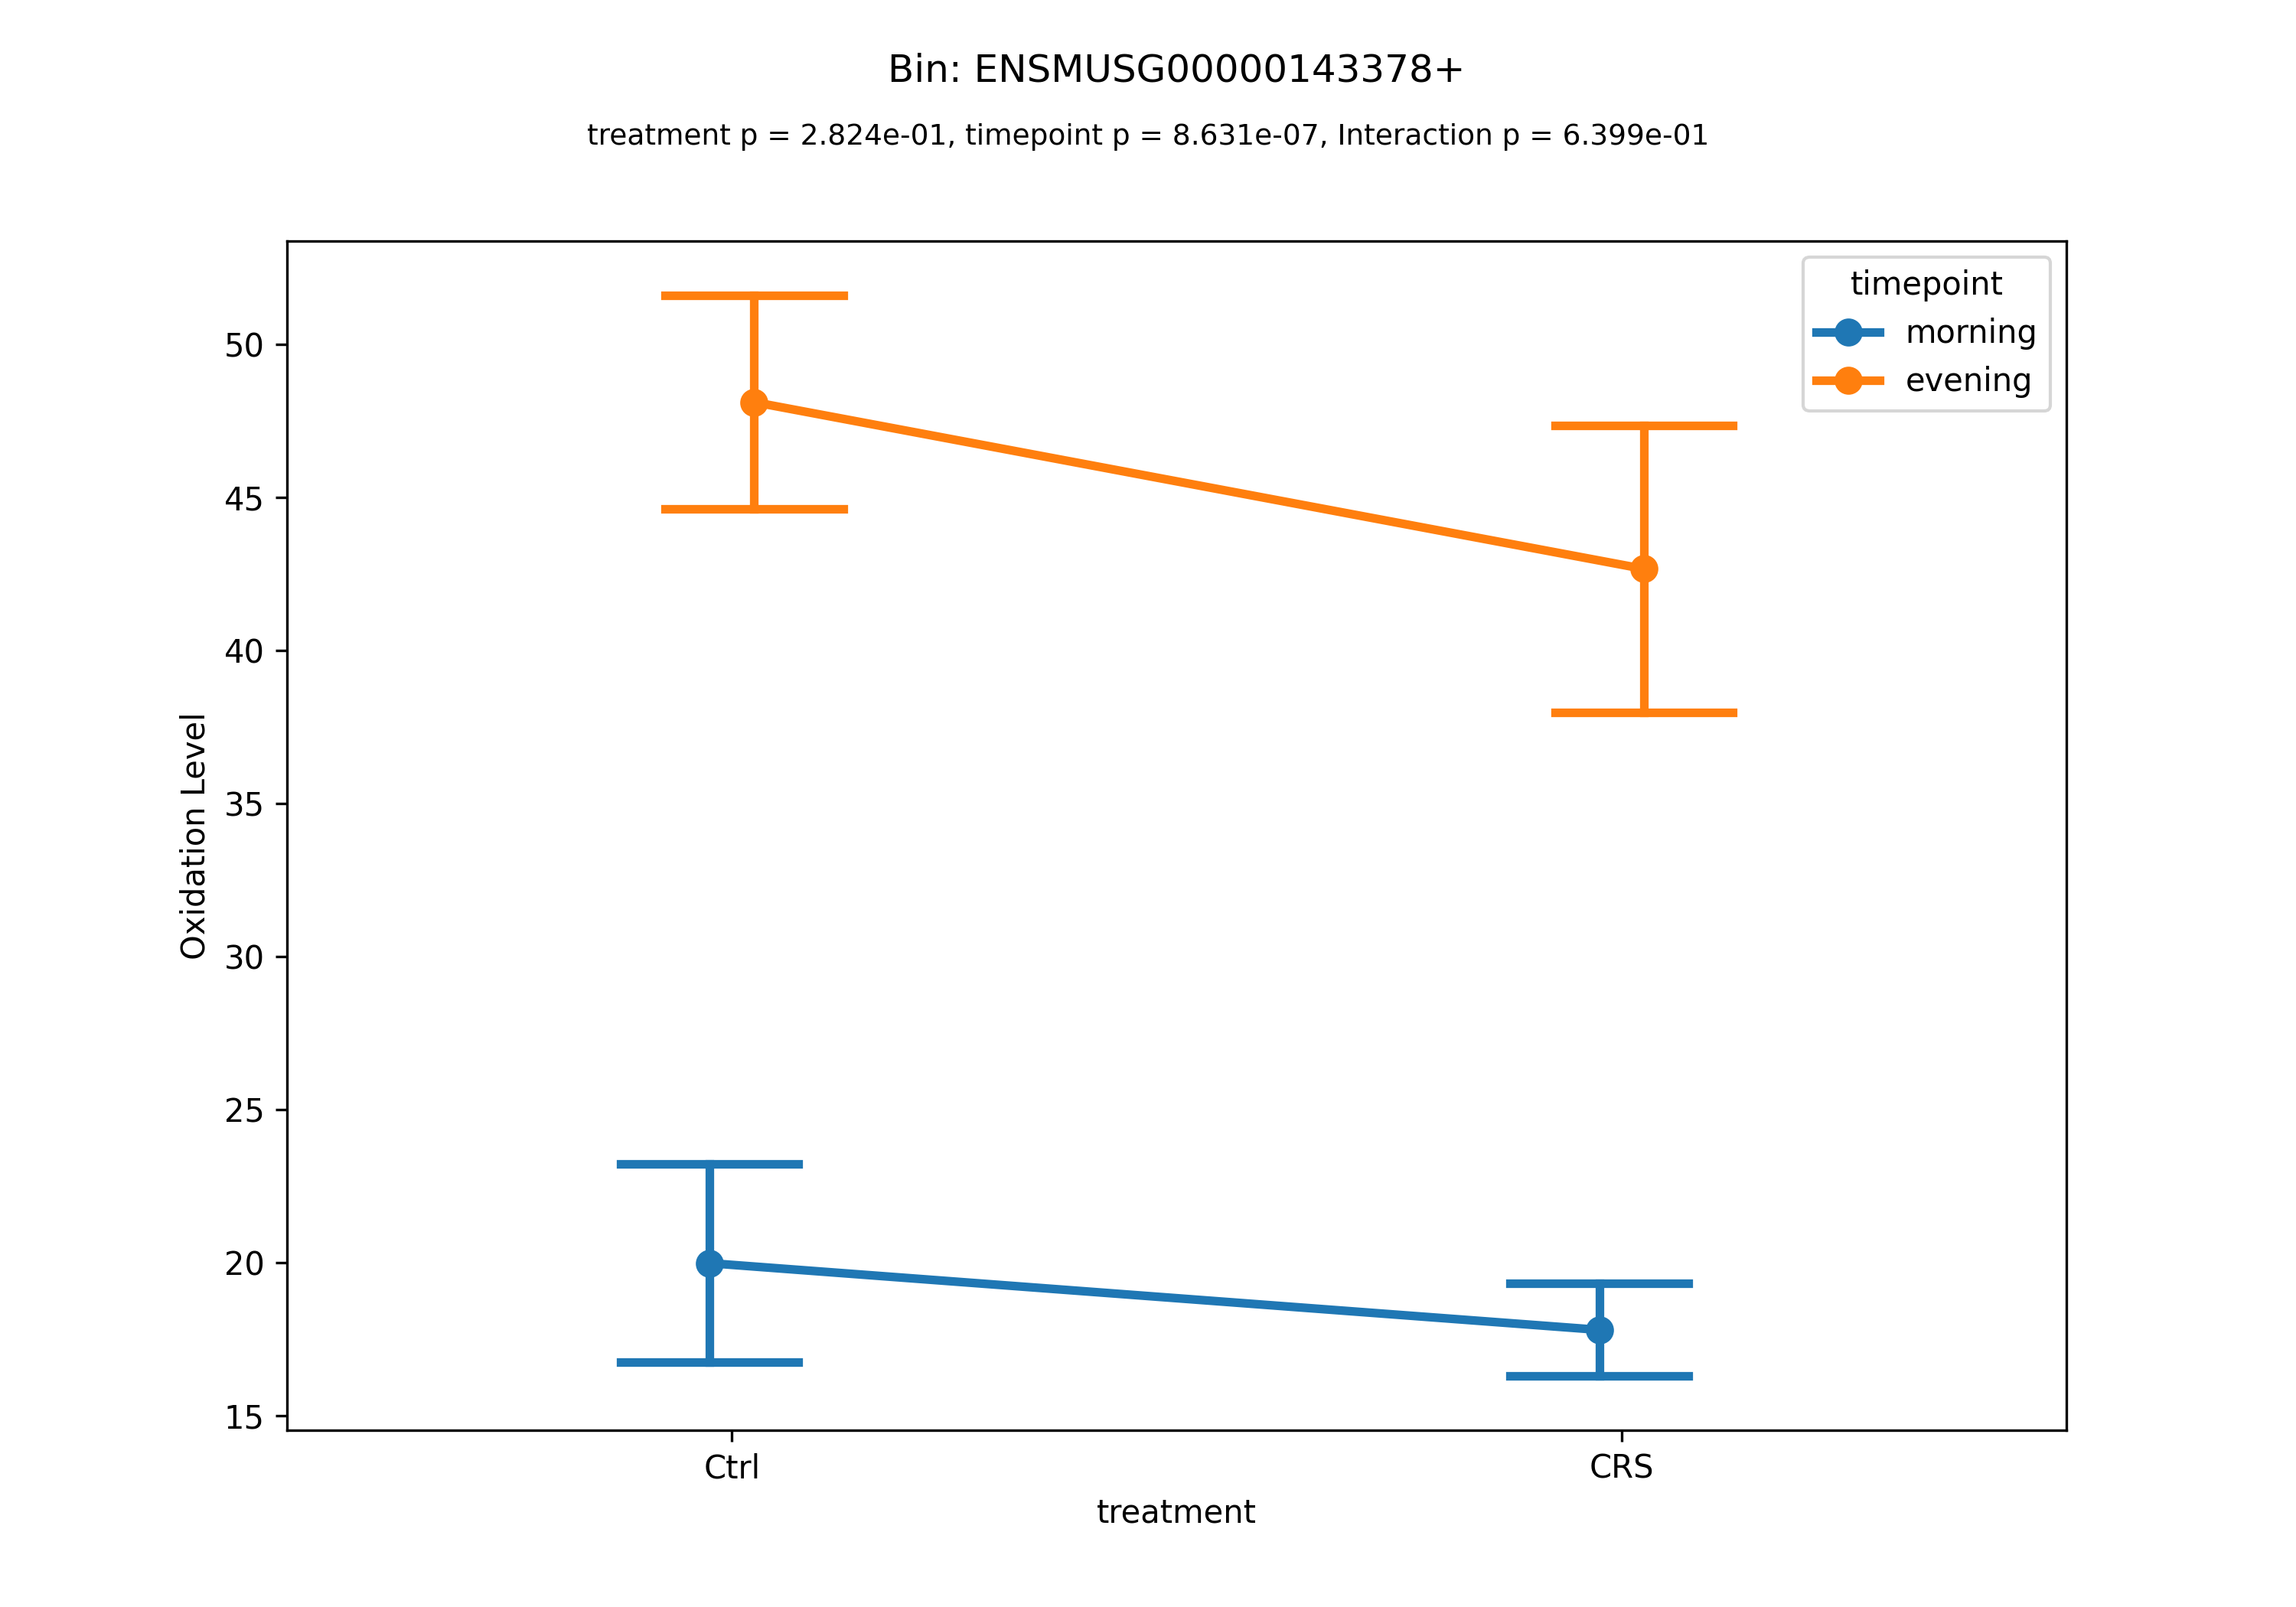 Bin: ENSMUSG00000143378+
treatment p = 2.824e-01, timepoint p = 8.631e-07, Interaction p = 6.399e-01
timepoint
morning
evening
50
45
40
35
30
25
20
15
Oxidation Level
Ctrl
CRS
treatment